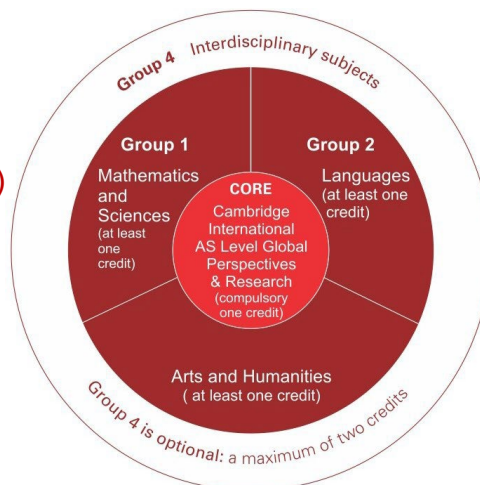 Group 4 Interdisciplinary subjects
Group 1
Mathematics
and
Sciences
(at least
one
credit)
Group 2
Languages
(at least one
credit)
CORE
Cambridge
International
AS Level Global
Perspectives
& Research
(compulsory
one credit)
Arts and Humanities
( at least one credit)
Group 4 is optional: a maximum of two credits
)